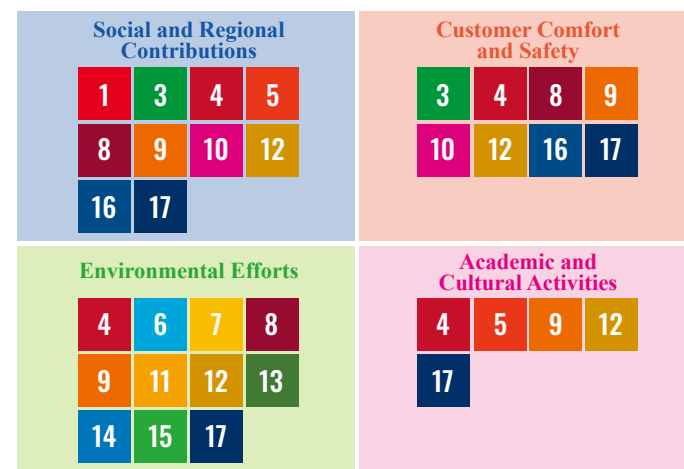 Social and Regional
Contributions
1 3 4 5
8 9 10 12
16 17
Customer Comfort
and Safety
3 4 8 9
10 12 16 17
Environmental Efforts
4 6 7 8
9 11 12 13
14 15 17
Academic and
Cultural Activities
4 5 9 12
17